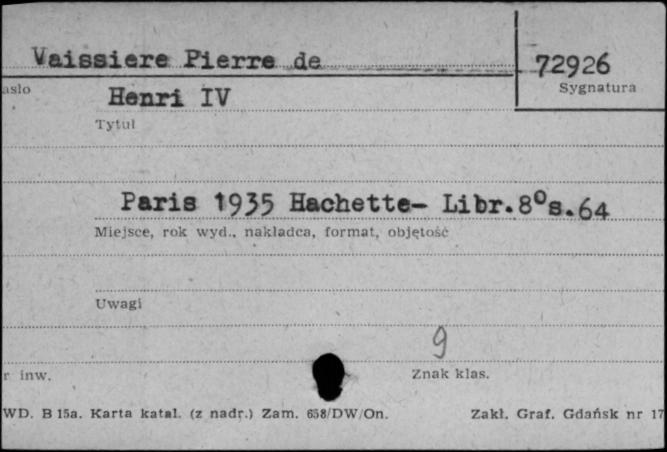 Vaissiere Pierre de
72926
asło
Sygnatura
Henri IV
Tytuł
Paris 1935 Hachette- Libr.8⁰s.64
Miejsce, rok wyd., nakładca, format, objętość
Uwagi
9
r inw.
Znak klas.
WD. B 15a. Karta katal. (z nadr.) Zam. 658/DW/On.
Zakł. Graf. Gdańsk nr 17